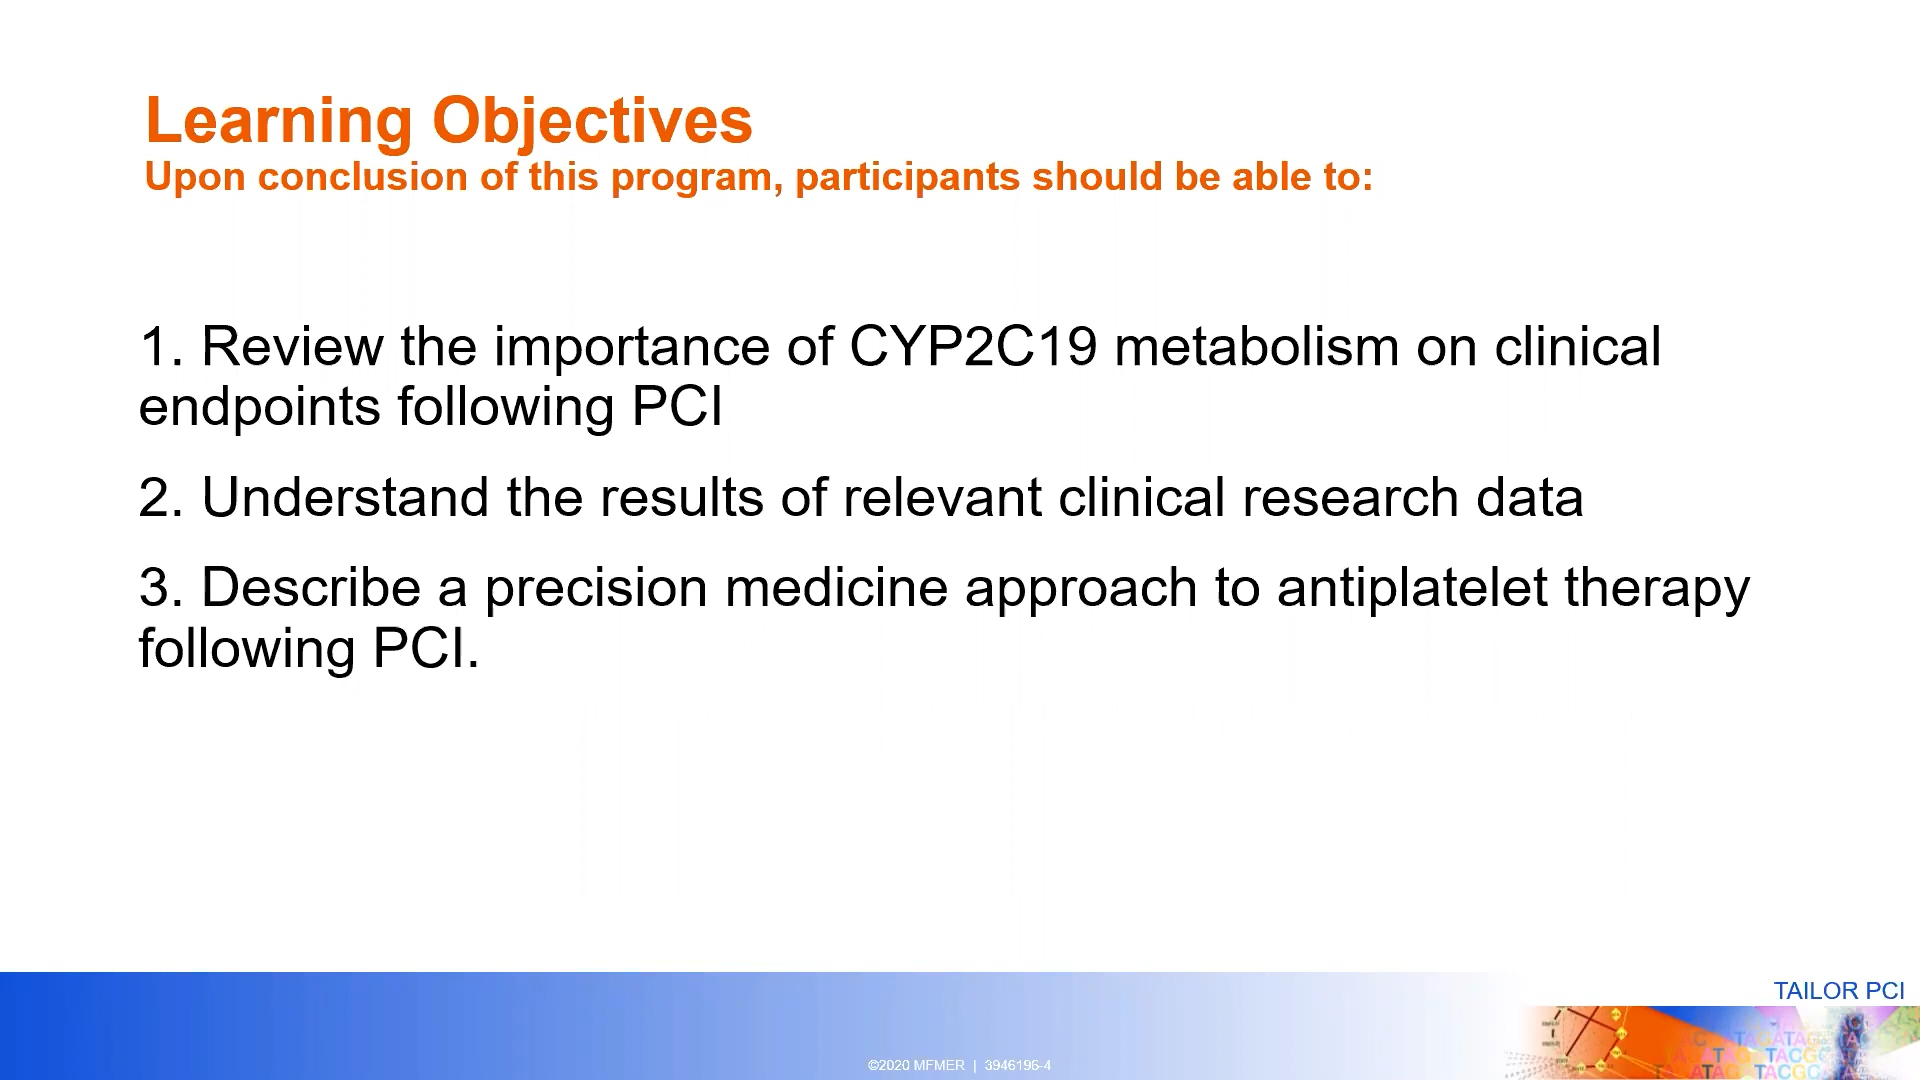 Learning Objectives
Upon conclusion of this program, participants should be able to:
1. Review the importance of CYP2C19 metabolism on clinical
endpoints following PCI
2. Understand the results of relevant clinical research data
3. Describe a precision medicine approach to antiplatelet therapy
following PCI.
TAILOR PCI
©2020 MFMER | 3946195-4